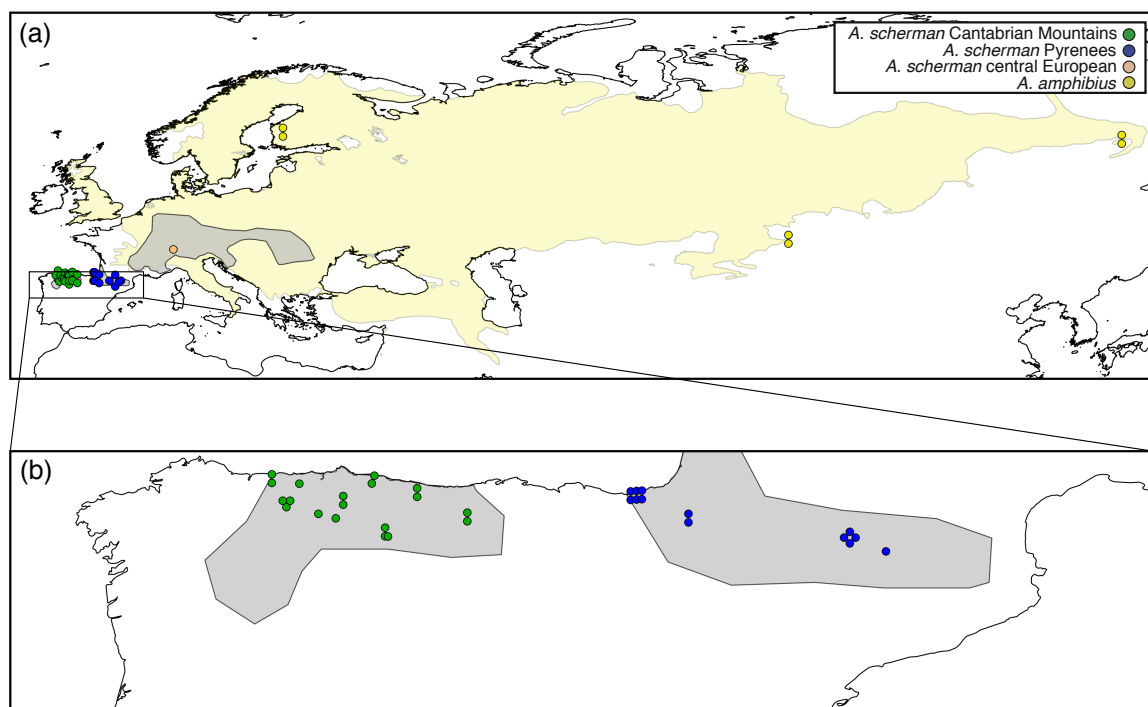 (a)
A. scherman Cantabrian Mountains
A. scherman Pyrenees
A. scherman central European
A. amphibius
(b)